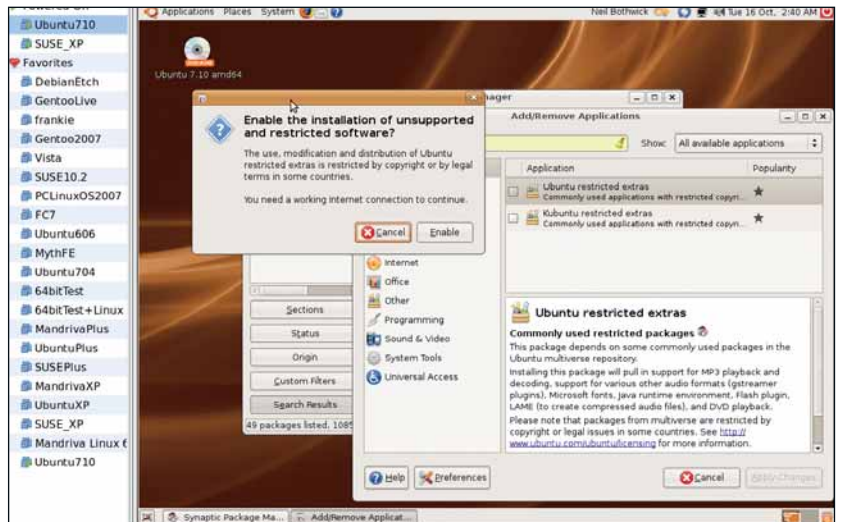 Powered On
Ubuntu710
SUSE_XP
Favorites
DebianEtch
GentooLive
frankie
Gentoo2007
Vista
SUSE10.2
PCLinuxOS2007
FC7
Ubuntu606
MythFE
Ubuntu704
64bitTest
64bitTest+Linux
MandrivaPlus
UbuntuPlus
SUSEPlus
MandrivaXP
UbuntuXP
SUSE_XP
Mandriva Linux 6
Ubuntu710
Applications Places System
Neil Bothwick
Tue 16 Oct, 2:40 AM
Ubuntu 7.10 amd64
nager
Enable the installation of unsupported
and restricted software?
The use, modification and distribution of Ubuntu
restricted extras is restricted by copyright or by legal
terms in some countries.
You need a working internet connection to continue.
Cancel Enable
Sections
Status
Origin
Custom Filters
Search Results
49 packages listed, 1085
Add/Remove Applications
Show: All available applications
Application Popularity
Ubuntu restricted extras
Commonly used applications with restricted copyri...
Kubuntu restricted extras
Commonly used applications with restricted copyri...
Internet
Office
Other
Programming
Sound & Video
System Tools
Universal Access
Ubuntu restricted extras
Commonly used restricted packages
This package depends on some commonly used packages in the
Ubuntu multiverse repository.
Installing this package will pull in support for MP3 playback and
decoding, support for various other audio formats (gstreamer
plugins), Microsoft fonts, Java runtime environment, Flash plugin,
LAME (to create compressed audio files), and DVD playback.
Please note that packages from multiverse are restricted by
copyright or legal issues in some countries. See http://
www.ubuntu.com/ubuntu/licensing for more information.
Help Preferences
Cancel Apply Changes
Synaptic Package Ma... Add/Remove Applicat...